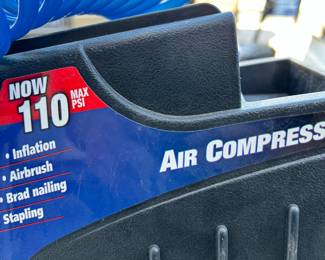 NOW
110 MAX PSI
• Inflation
• Airbrush
• Brad nailing
Stapling
AIR COMPRESS